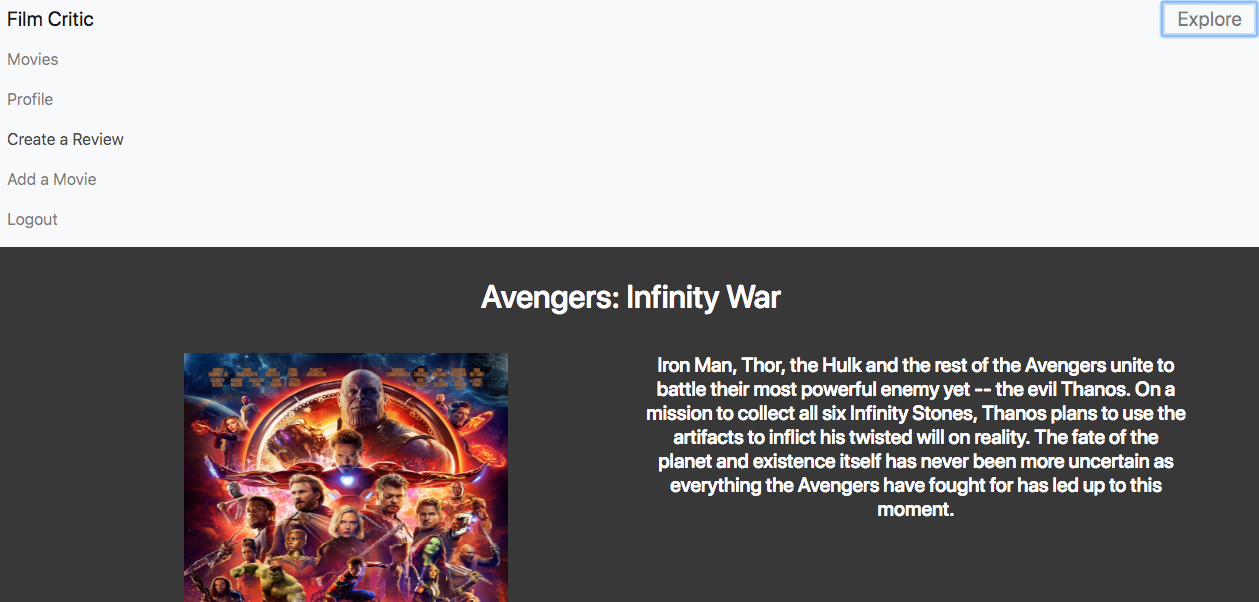 Film Critic
Explore
Movies
Profile
Create a Review
Add a Movie
Logout
Avengers: Infinity War
Iron Man, Thor, the Hulk and the rest of the Avengers unite to
battle their most powerful enemy yet -- the evil Thanos. On a
mission to collect all six Infinity Stones, Thanos plans to use the
artifacts to inflict his twisted will on reality. The fate of the
planet and existence itself has never been more uncertain as
everything the Avengers have fought for has led up to this
moment.